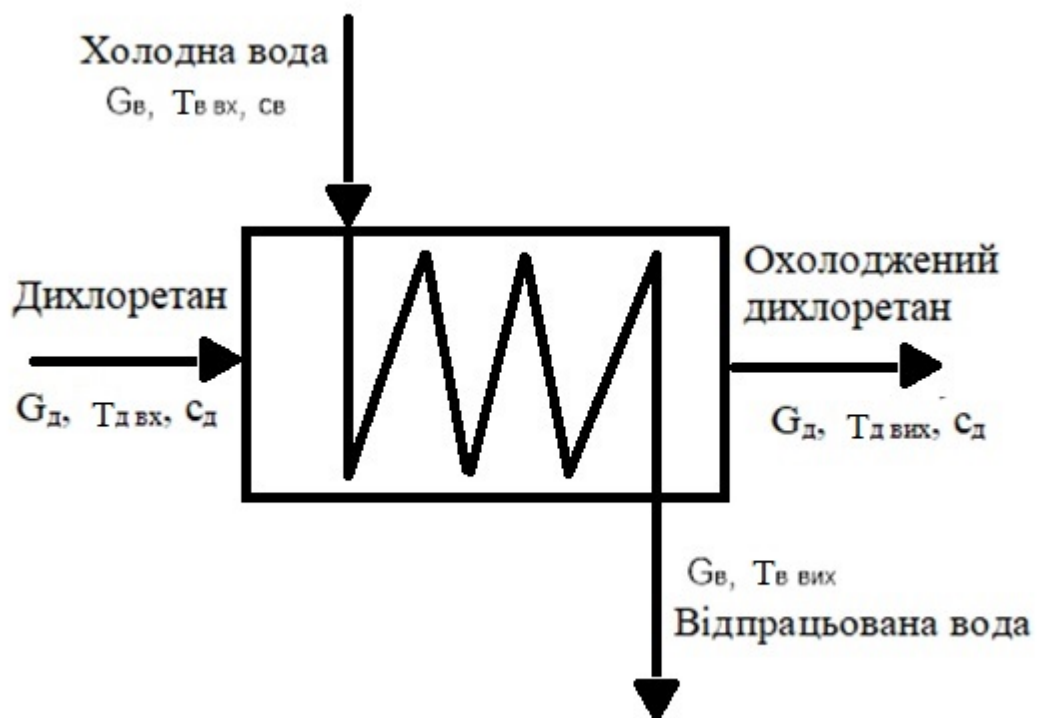 Холодна вода
Gв, Tв вх, cв
Дихлоретан
Gд, Tд вх, cд
Охолоджений
дихлоретан
Gд, Tд вих, cд
Gв, Tв вих
Відпрацьована вода